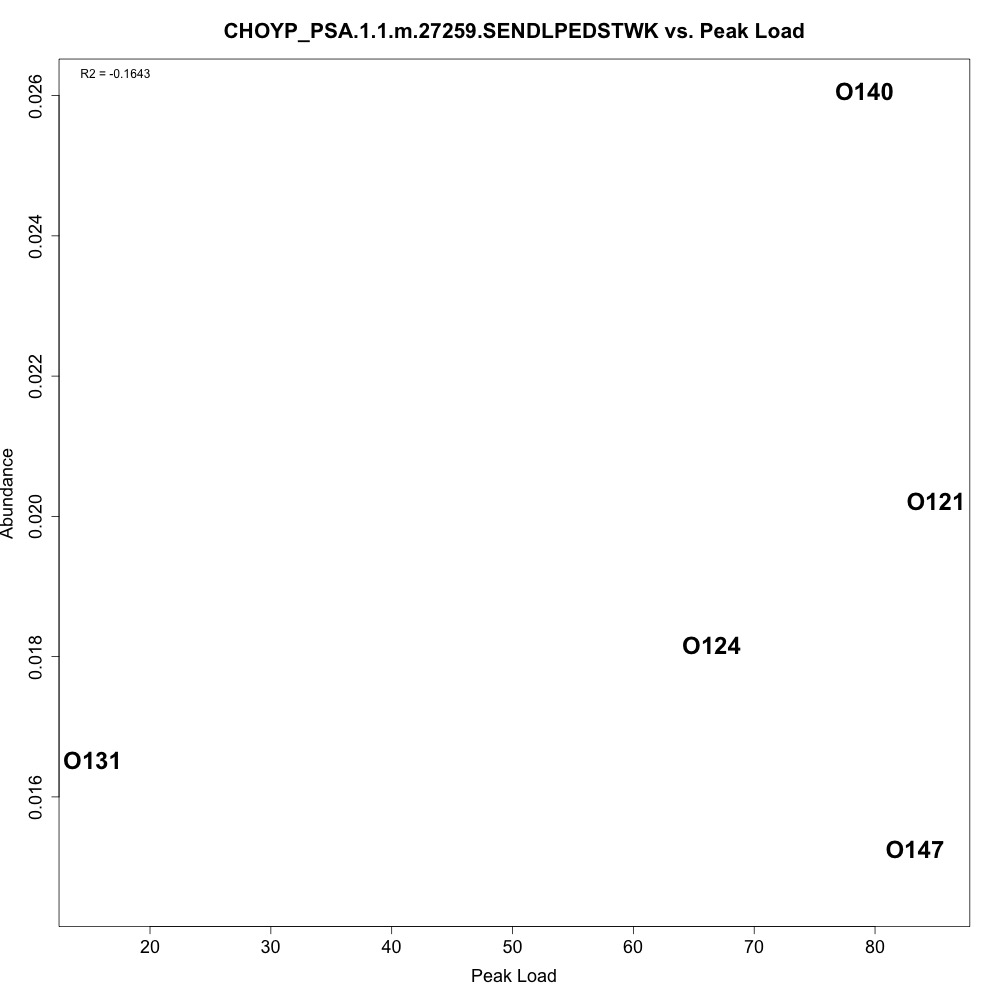 CHOYP_PSA.1.1.m.27259.SENDLPEDSTWK vs. Peak Load
R2 = -0.1643
O140
O121
O124
O131
O147
0.026
0.024
0.022
0.020
0.018
0.016
Abundance
20 30 40 50 60 70 80
Peak Load